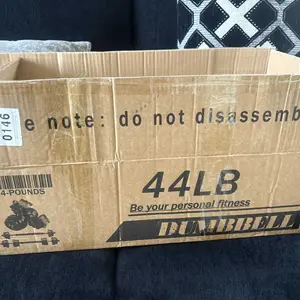 0146
e note: do not disassemb
4-POUNDS
44LB
Be your personal fitness
DUMBBELL